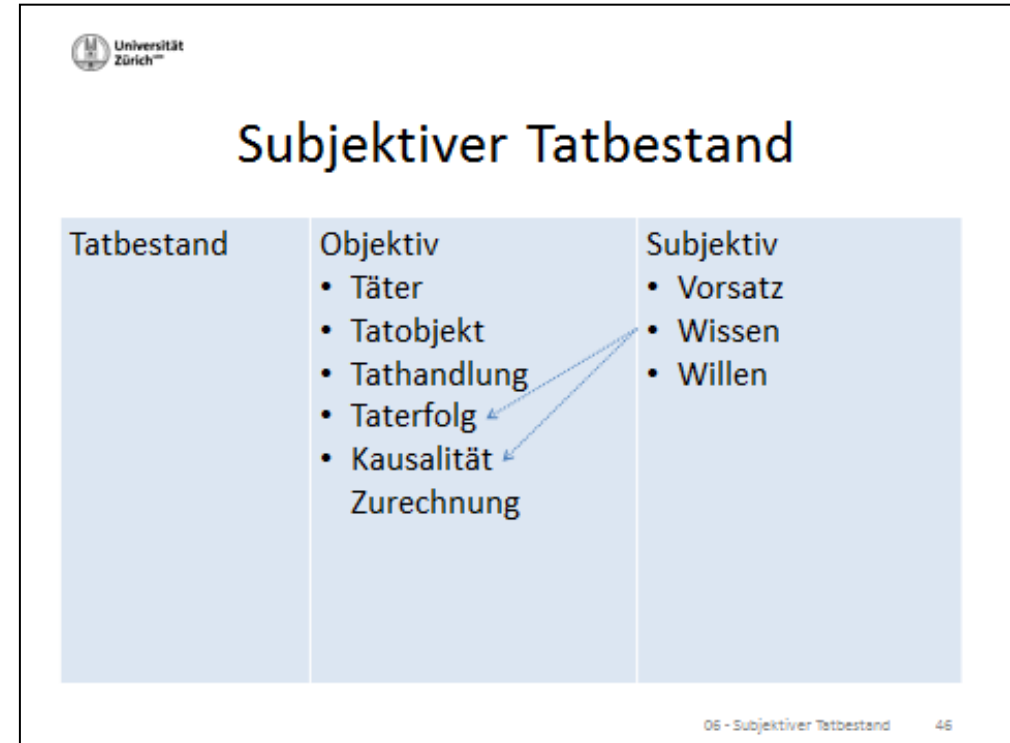 Universität
Zürich
Subjektiver Tatbestand
Tatbestand
Objektiv
• Täter
• Tatobjekt
• Tathandlung
• Taterfolg
• Kausalität
Zurechnung
Subjektiv
• Vorsatz
• Wissen
• Willen
06 - Subjektiver Tatbestand 46